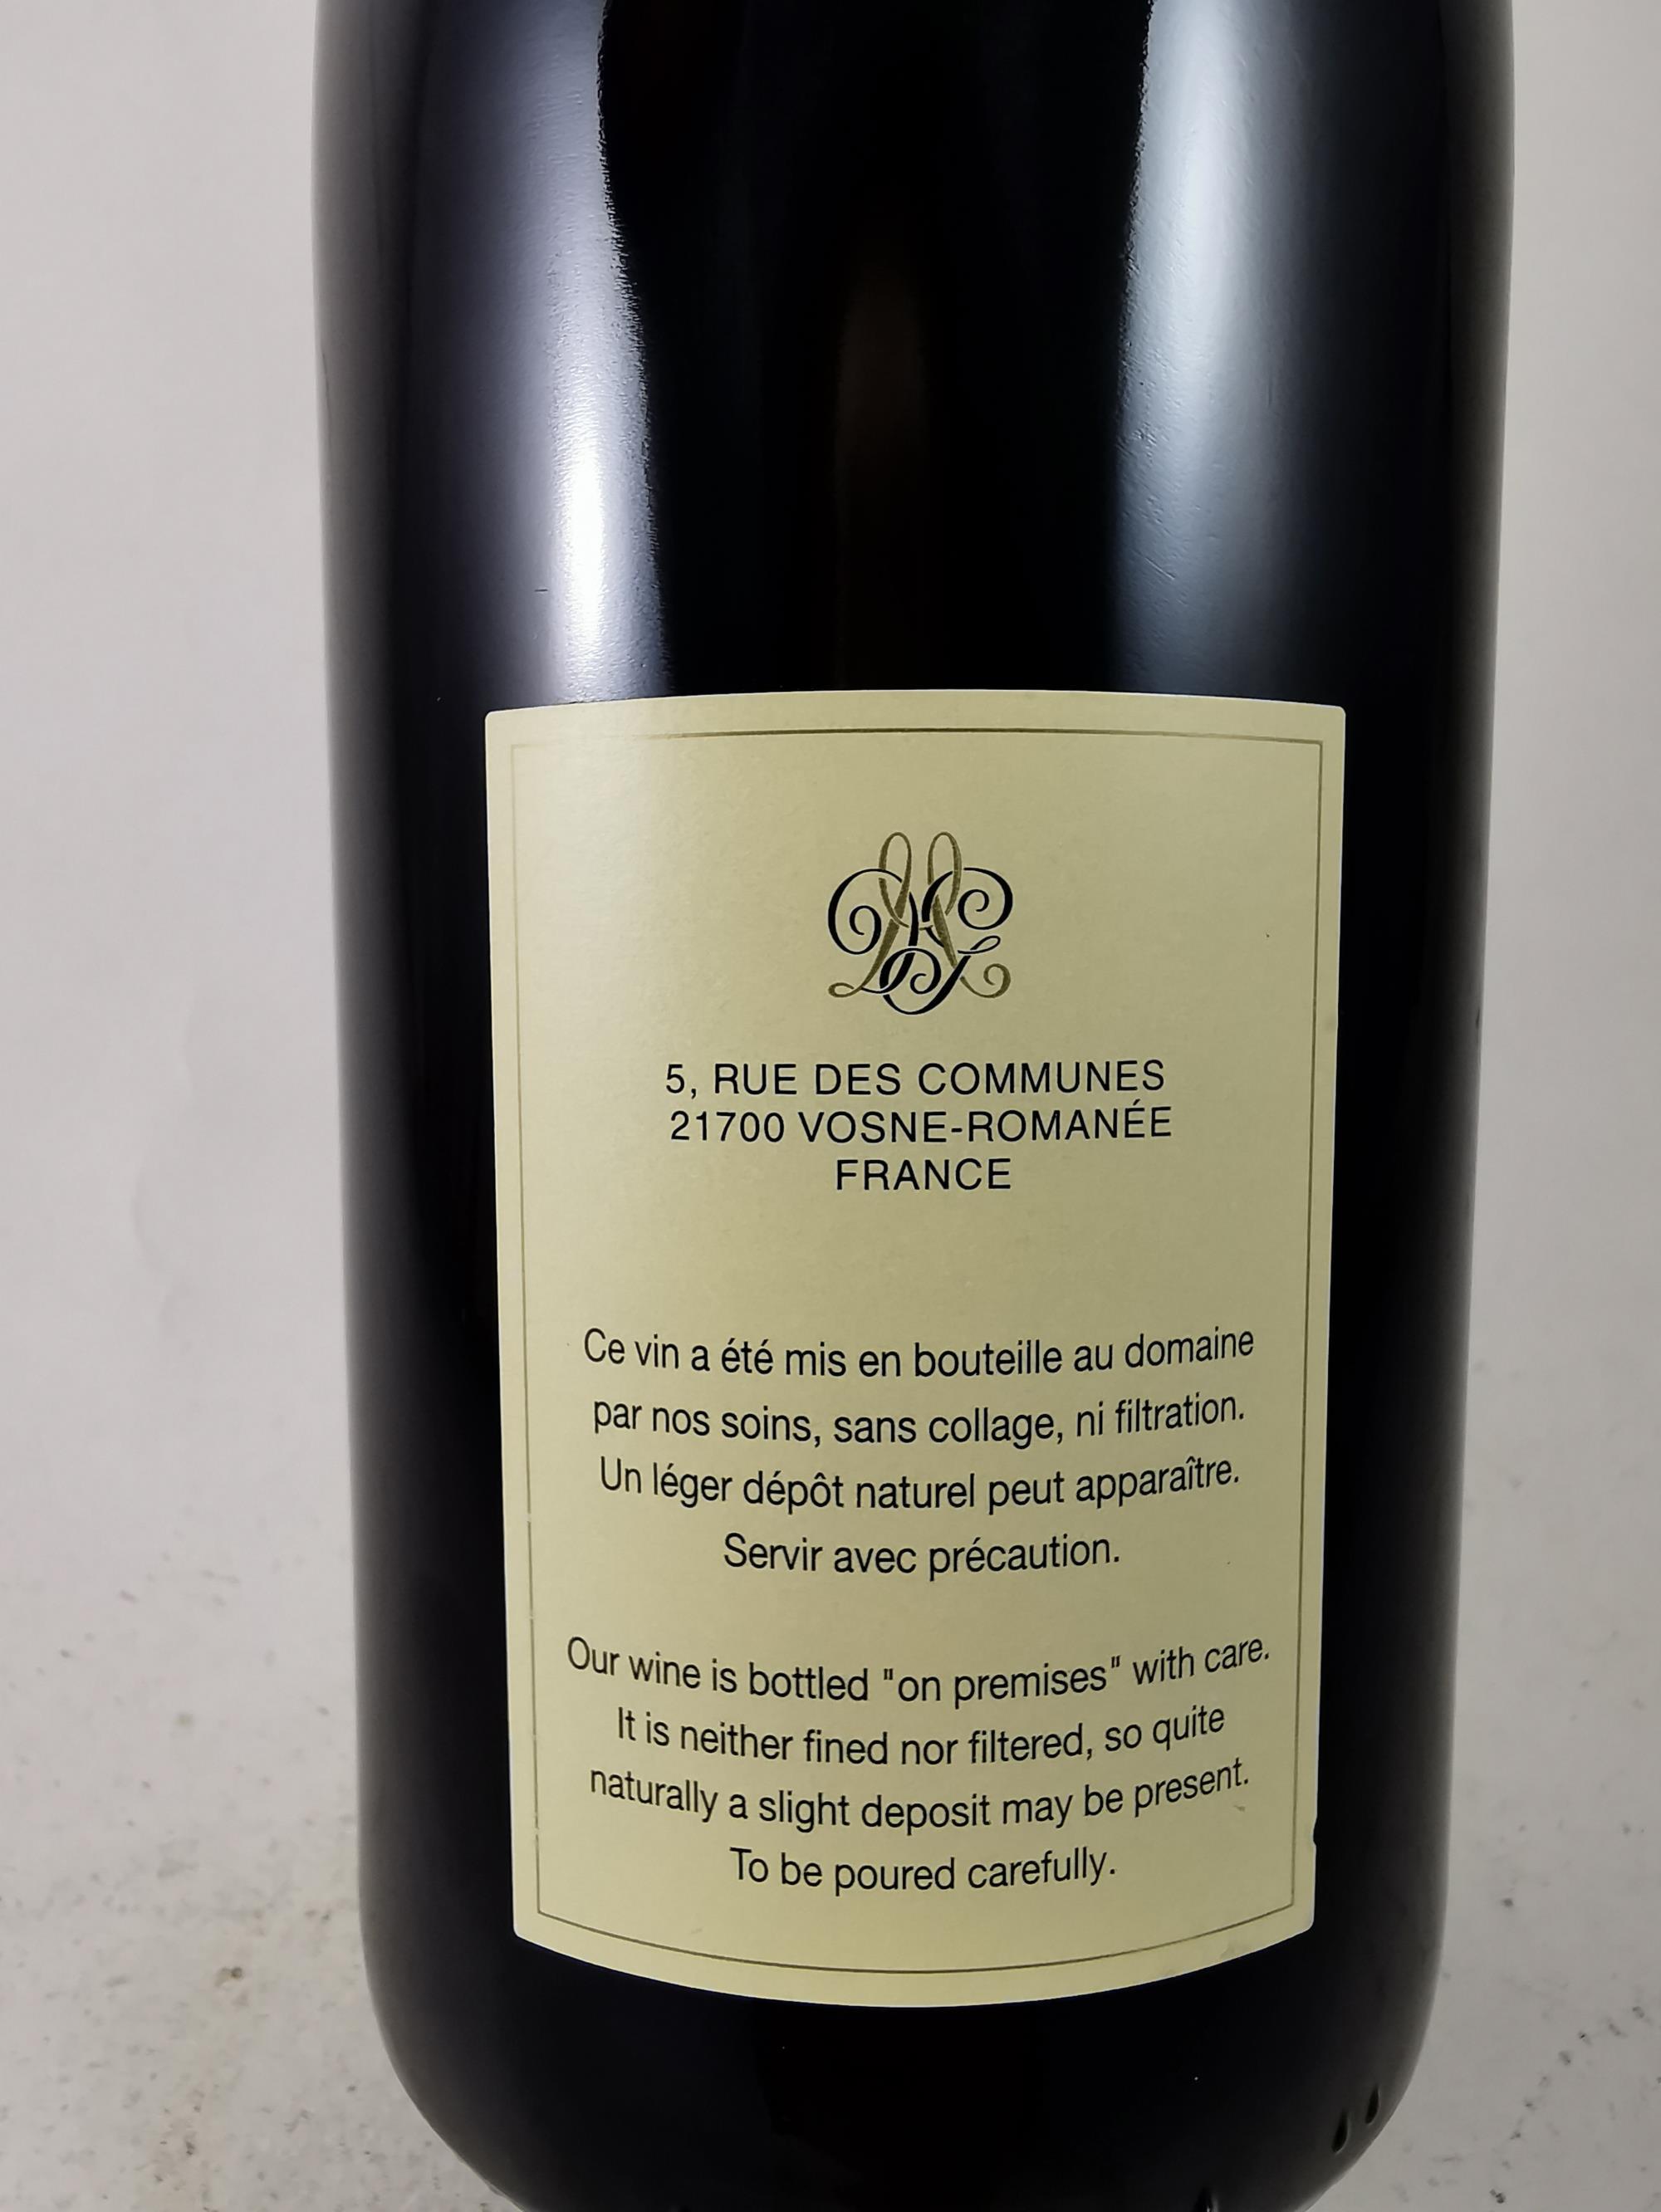 5, RUE DES COMMUNES
21700 VOSNE-ROMANÉE
FRANCE
Ce vin a été mis en bouteille au domaine
par nos soins, sans collage, ni filtration.
Un léger dépôt naturel peut apparaître.
Servir avec précaution.
Our wine is bottled "on premises" with care.
It is neither fined nor filtered, so quite
naturally a slight deposit may be present.
To be poured carefully.